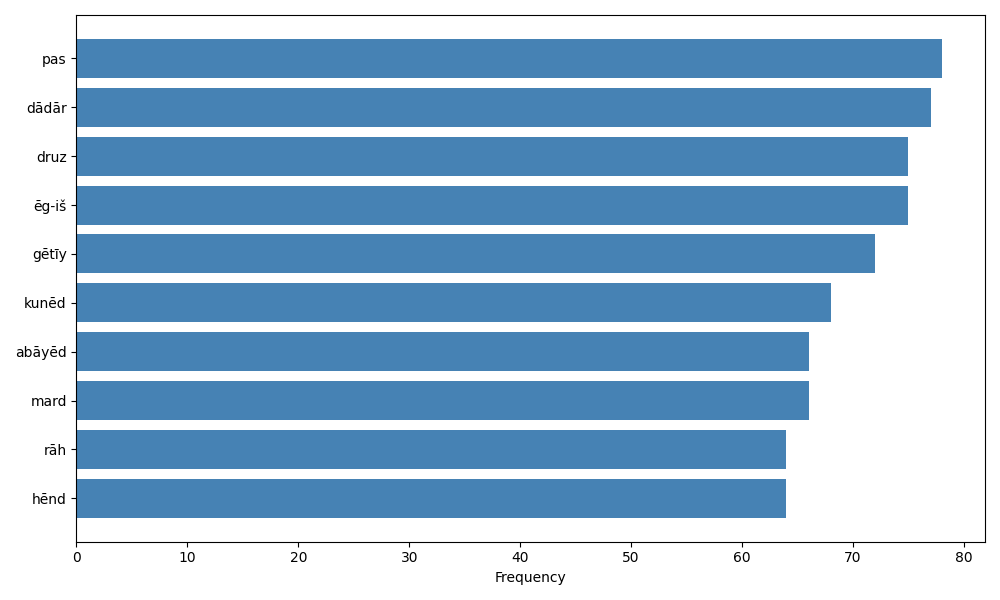 pas
dādār
druz
ēg-iš
gētīy
kunēd
abāyēd
mard
rāh
hēnd
0 10 20 30 40 50 60 70 80
Frequency